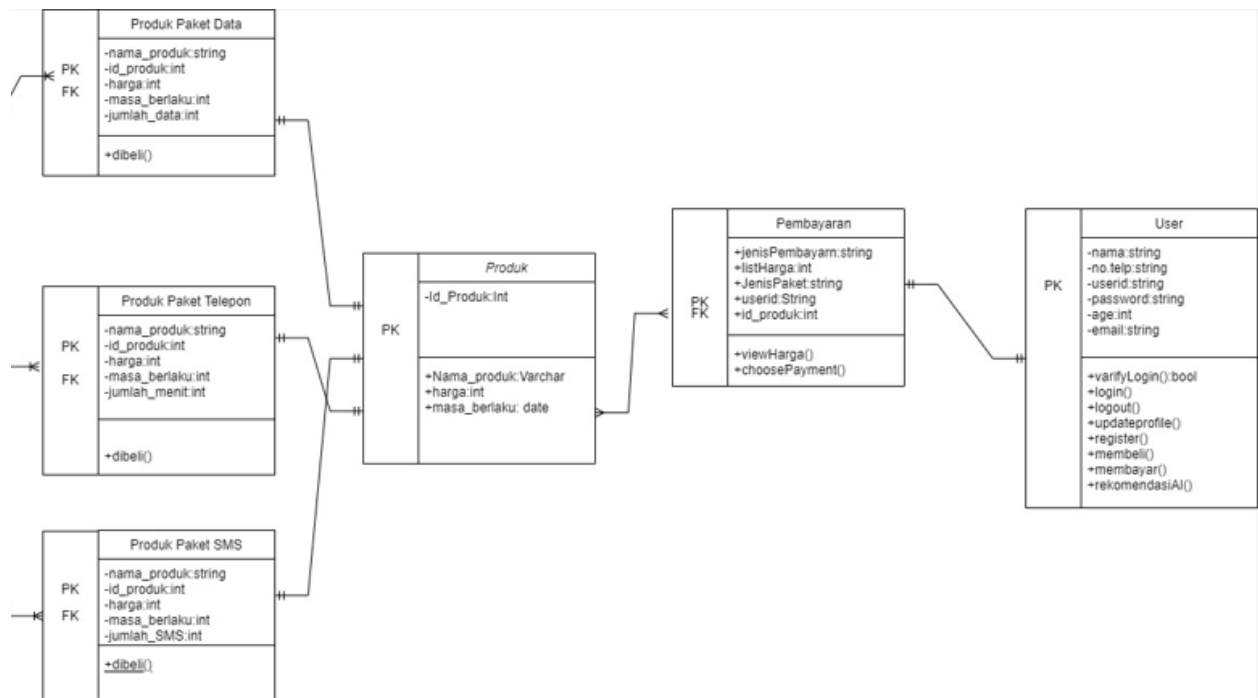 Produk Paket Data
PK
FK
-nama_produk:string
-id_produk:int
-harga:int
-masa_berlaku:int
-jumlah_data:int
+dibeli()
Produk Paket Telepon
PK
FK
-nama_produk:string
-id_produk:int
-harga:int
-masa_berlaku:int
-jumlah_menit:int
+dibeli()
Produk Paket SMS
PK
FK
-nama_produk:string
-id_produk:int
-harga:int
-masa_berlaku:int
-jumlah_SMS:int
+dibeli()
Produk
PK
-Id_Produk:Int
+Nama_produk:Varchar
+harga:int
+masa_berlaku: date
Pembayaran
PK
FK
+jenisPembayarn:string
+listHarga:int
+JenisPaket:string
+userid:String
+id_produk:int
+viewHarga()
+choosePayment()
User
PK
-nama:string
-no.telp:string
-userid:string
-password:string
-age:int
-email:string
+varifyLogin():bool
+login()
+logout()
+updateprofile()
+register()
+membeli()
+membayar()
+rekomendasiAI()